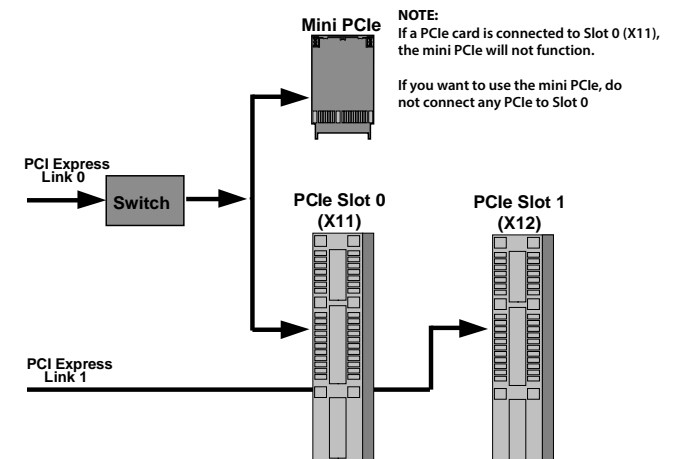 Mini PCIe
NOTE:
If a PCIe card is connected to Slot 0 (X11),
the mini PCIe will not function.
If you want to use the mini PCIe, do
not connect any PCIe to Slot 0
PCI Express
Link 0
Switch
PCIe Slot 0
(X11)
PCIe Slot 1
(X12)
PCI Express
Link 1